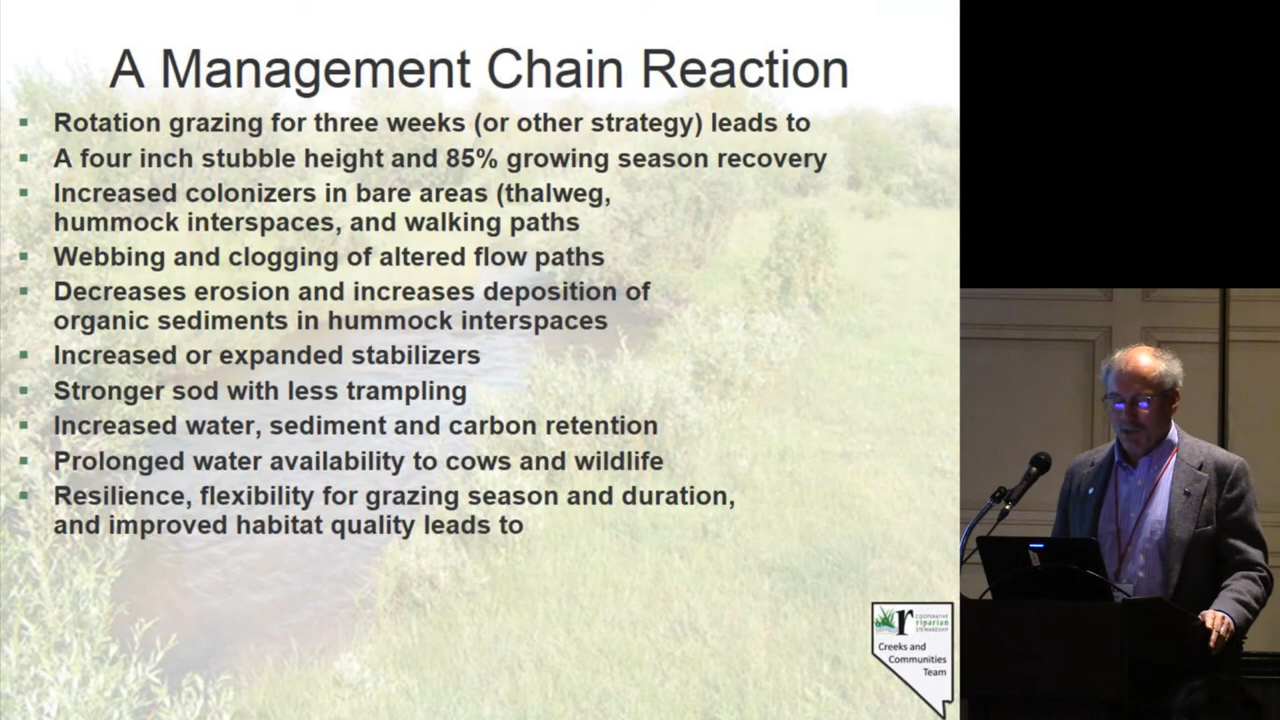 A Management Chain Reaction
Rotation grazing for three weeks (or other strategy) leads to
A four inch stubble height and 85% growing season recovery
Increased colonizers in bare areas (thalweg,
hummock interspaces, and walking paths
Webbing and clogging of altered flow paths
Decreases erosion and increases deposition of
organic sediments in hummock interspaces
Increased or expanded stabilizers
Stronger sod with less trampling
Increased water, sediment and carbon retention
Prolonged water availability to cows and wildlife
Resilience, flexibility for grazing season and duration,
and improved habitat quality leads to
r
COOPERATIVE
riparian
STEWARDSHIP
Creeks and
Communities
Team